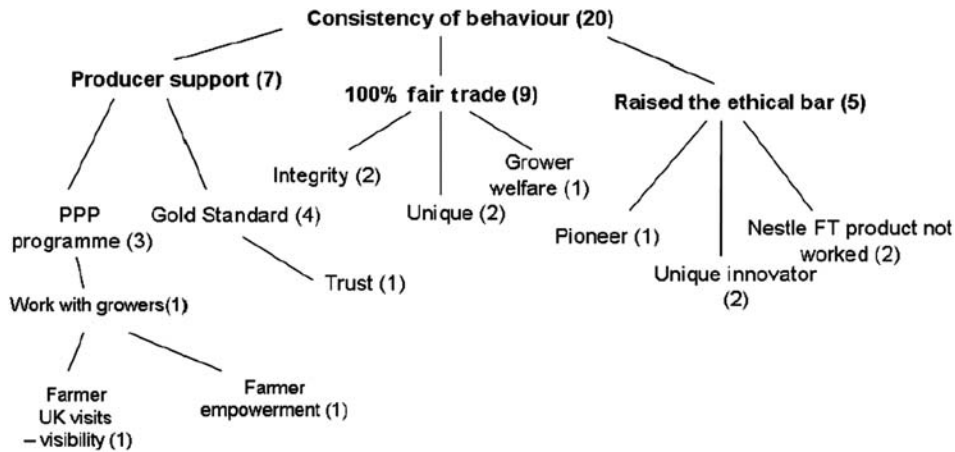 Consistency of behaviour (20)
Producer support (7)
100% fair trade (9)
Raised the ethical bar (5)
Integrity (2)
Unique (2)
Grower
welfare (1)
PPP
programme (3)
Gold Standard (4)
Pioneer (1)
Unique innovator
(2)
Nestle FT product not
worked (2)
Trust (1)
Work with growers(1)
Farmer
UK visits
– visibility (1)
Farmer
empowerment (1)